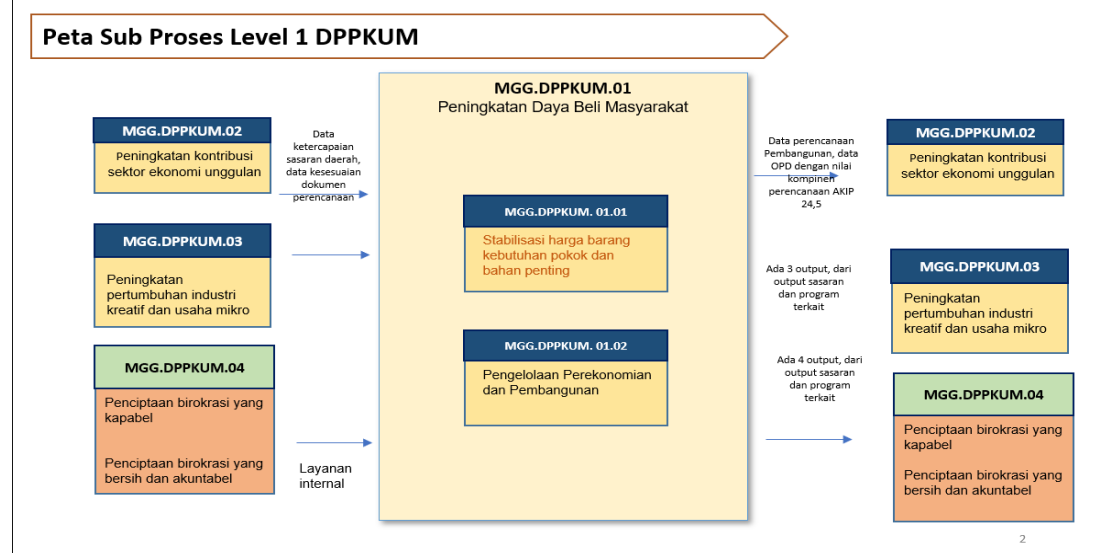 Peta Sub Proses Level 1 DPPKUM
MGG.DPPKUM.02
Peningkatan kontribusi
sektor ekonomi unggulan
MGG.DPPKUM.03
Peningkatan
pertumbuhan industri
kreatif dan usaha mikro
MGG.DPPKUM.04
Penciptaan birokrasi yang
kapabel
Penciptaan birokrasi yang
bersih dan akuntabel
Data
ketercapaian
sasaran daerah,
data kesesuaian
dokumen
perencanaan
Layanan
internal
MGG.DPPKUM.01
Peningkatan Daya Beli Masyarakat
MGG.DPPKUM. 01.01
Stabilisasi harga barang
kebutuhan pokok dan
bahan penting
MGG.DPPKUM. 01.02
Pengelolaan Perekonomian
dan Pembangunan
Data perencanaan
Pembangunan, data
OPD dengan nilai
kompinen
perencanaan AKIP
24,5
Ada 3 output, dari
output sasaran
dan program
terkait
Ada 4 output, dari
output sasaran
dan program
terkait
MGG.DPPKUM.02
Peningkatan kontribusi
sektor ekonomi unggulan
MGG.DPPKUM.03
Peningkatan
pertumbuhan industri
kreatif dan usaha mikro
MGG.DPPKUM.04
Penciptaan birokrasi yang
kapabel
Penciptaan birokrasi yang
bersih dan akuntabel
2